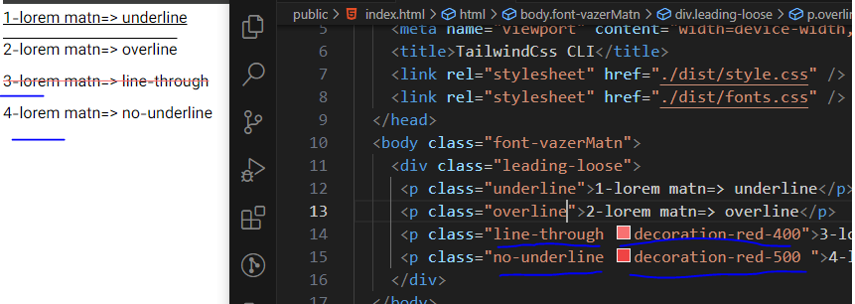 1-lorem matn=> underline
2-lorem matn=> overline
3-lorem matn=> line-through
4-lorem matn=> no-underline
public > index.html > html > body.font-vazerMatn > div.leading-loose > p.overlin
5 <meta name="viewport" content="width=device-width,
6 <title>TailwindCss CLI</title>
7 <link rel="stylesheet" href="./dist/style.css" />
8 <link rel="stylesheet" href="./dist/fonts.css" />
9 </head>
10 <body class="font-vazerMatn">
11 <div class="leading-loose">
12 <p class="underline">1-lorem matn=> underline</p>
13 <p class="overline">2-lorem matn=> overline</p>
14 <p class="line-through decoration-red-400">3-lo
15 <p class="no-underline decoration-red-500 ">4-l
16 </div>
17 </body>